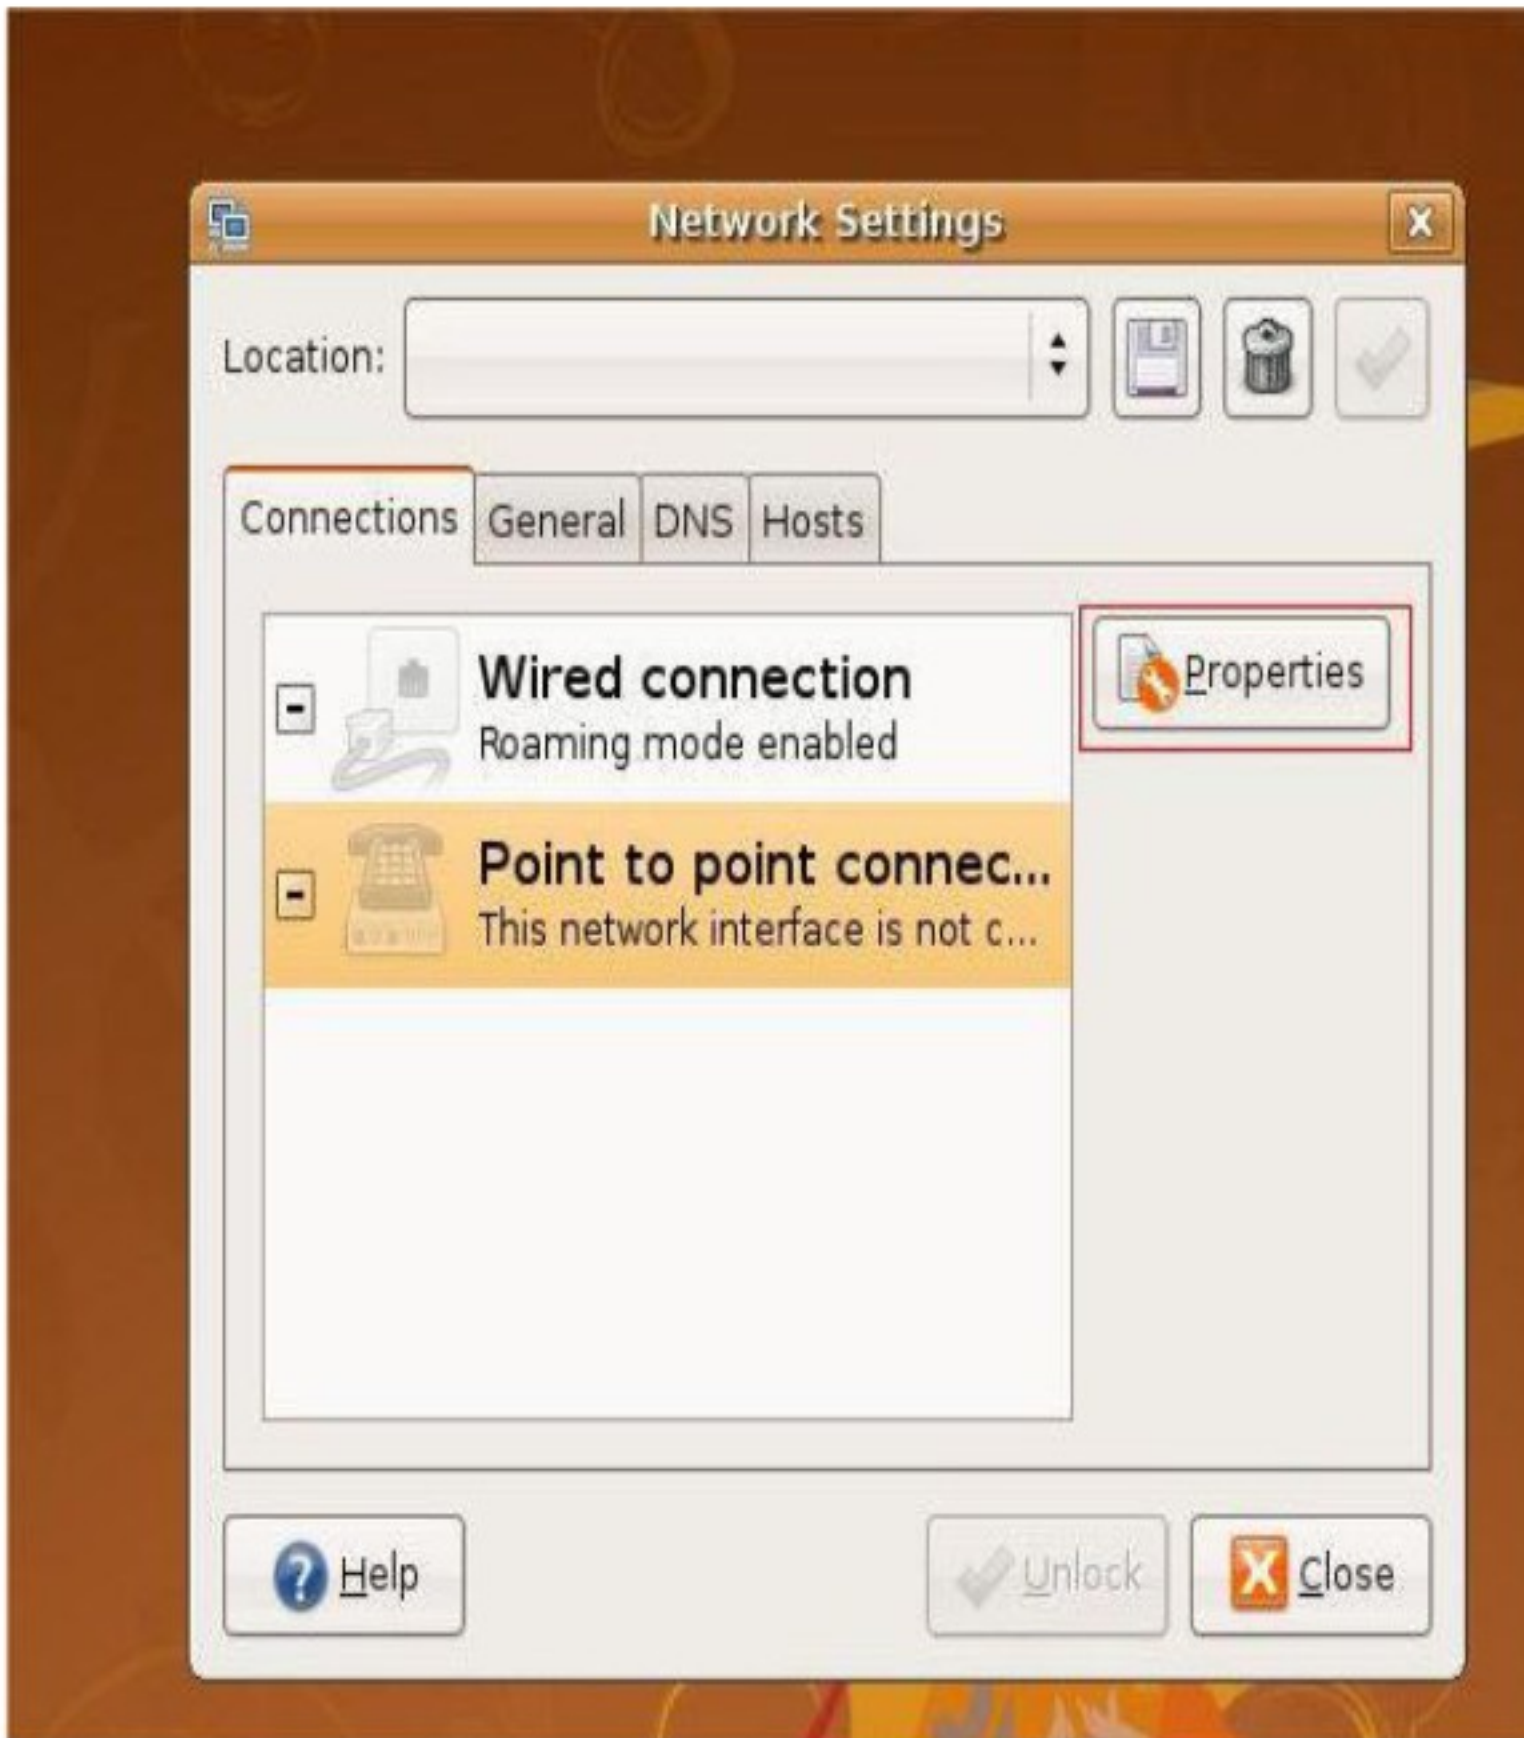 Network Settings
Location:
Connections General DNS Hosts
Wired connection
Roaming mode enabled
Properties
Point to point connec...
This network interface is not c...
Help
Unlock
Close